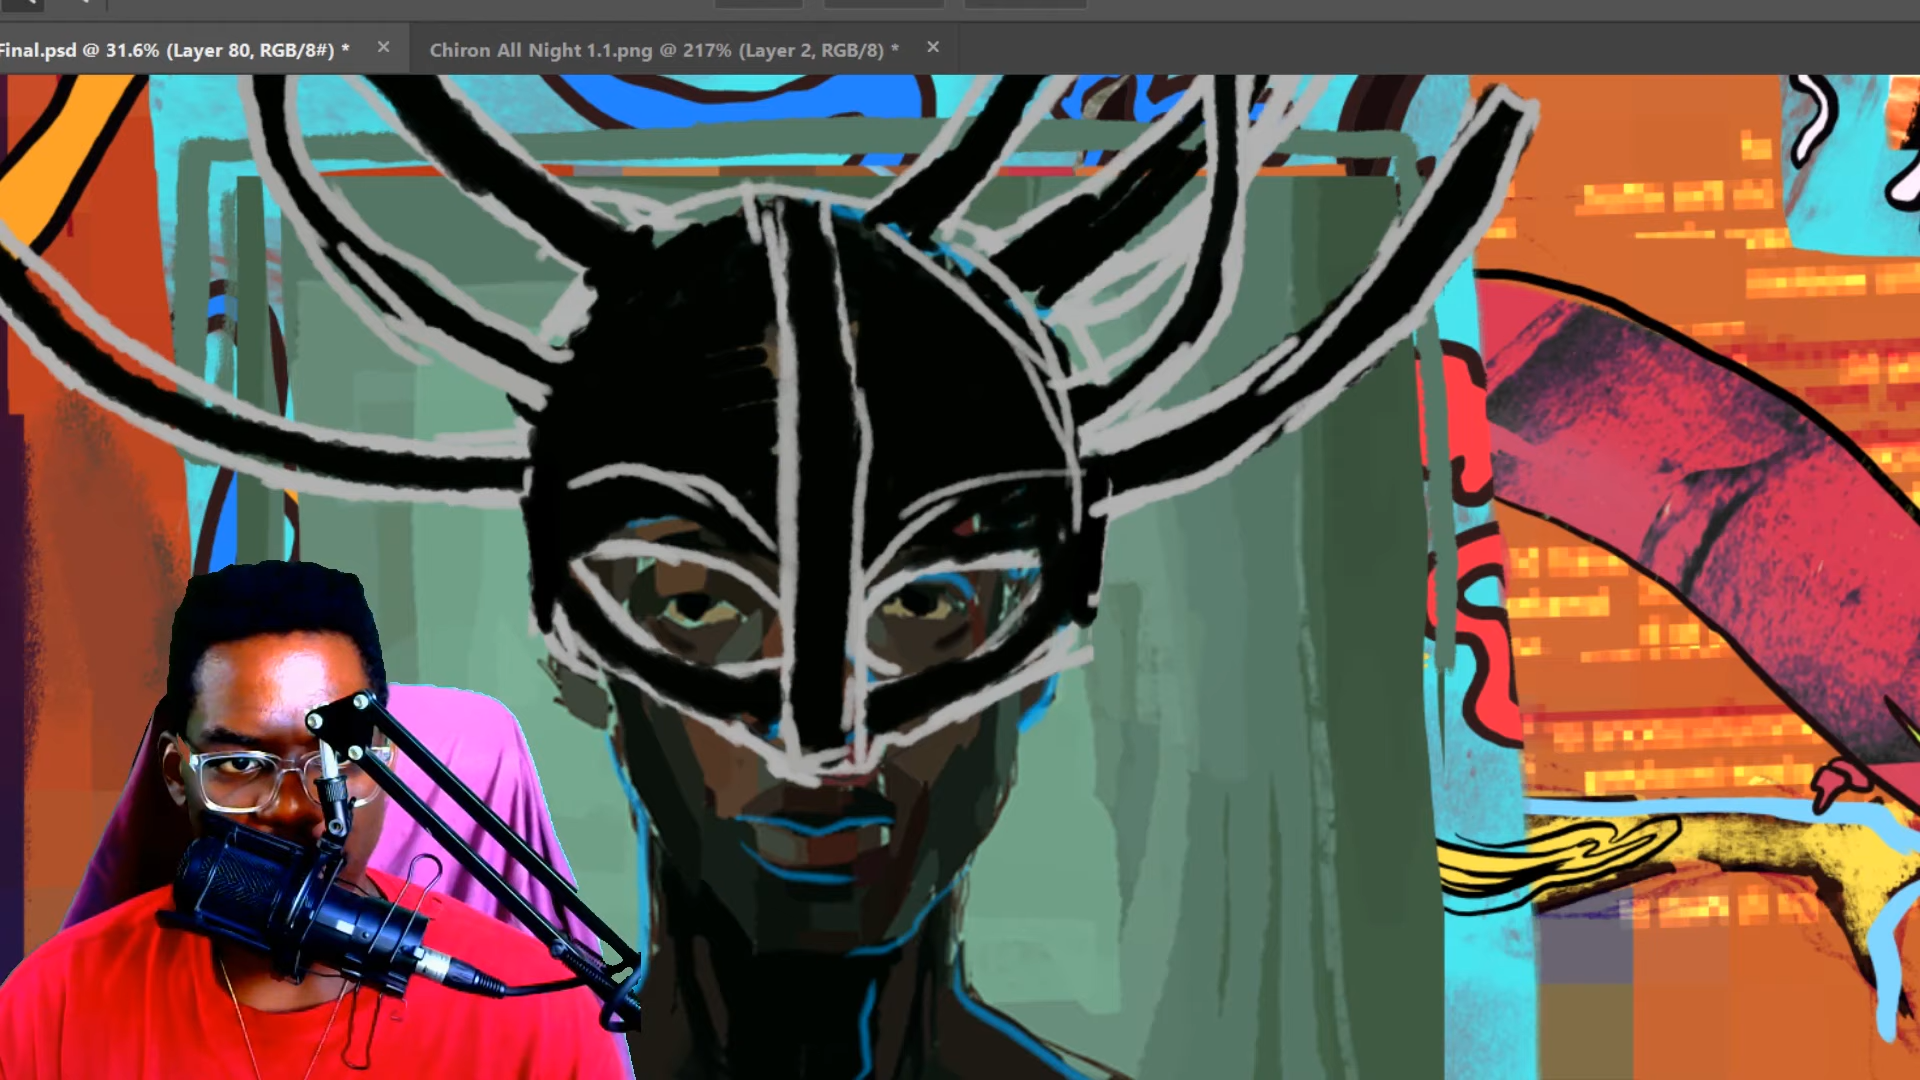 Final.psd @ 31.6% (Layer 80, RGB/8#) *
Chiron All Night 1.1.png @ 217% (Layer 2, RGB/8) *